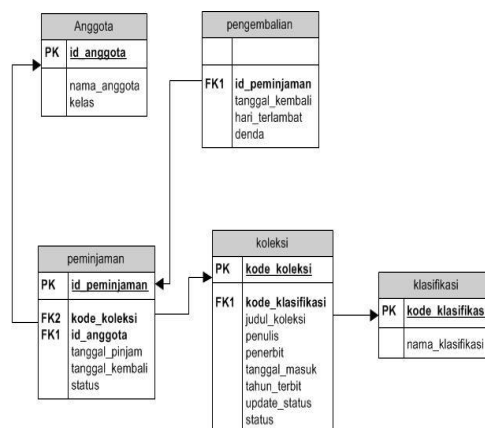 Anggota
PK id_anggota
nama_anggota
kelas
pengembalian
FK1 id_peminjaman
tanggal_kembali
hari_terlambat
denda
peminjaman
PK id_peminjaman
FK2 kode_koleksi
FK1 id_anggota
tanggal_pinjam
tanggal_kembali
status
koleksi
PK kode_koleksi
FK1 kode_klasifikasi
judul_koleksi
penulis
penerbit
tanggal_masuk
tahun_terbit
update_status
status
klasifikasi
PK kode_klasifikas
nama_klasifikasi